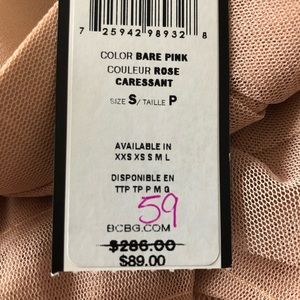 7 25942 98932 8
COLOR BARE PINK
COULEUR ROSE
CARESSANT
SIZE S/ TAILLE P
AVAILABLE IN
XXS XS S M L
DISPONIBLE EN
TTP TP P M G
59
BCBG.COM
$286.00
$89.00